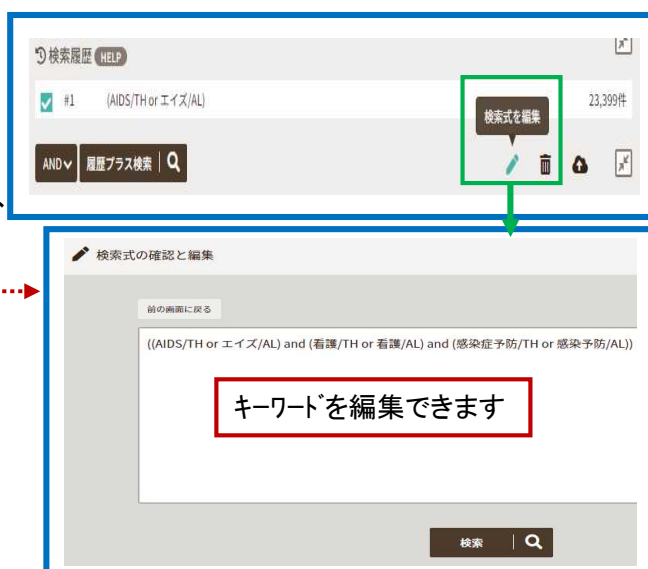 検索履歴 HELP
#1 (AIDS/TH or エイズ/AL) 23,399件
検索式を編集
AND 履歴プラス検索
検索式の確認と編集
前の画面に戻る
((AIDS/TH or エイズ/AL) and (看護/TH or 看護/AL) and (感染症予防/TH or 感染予防/AL))
キーワードを編集できます
検索